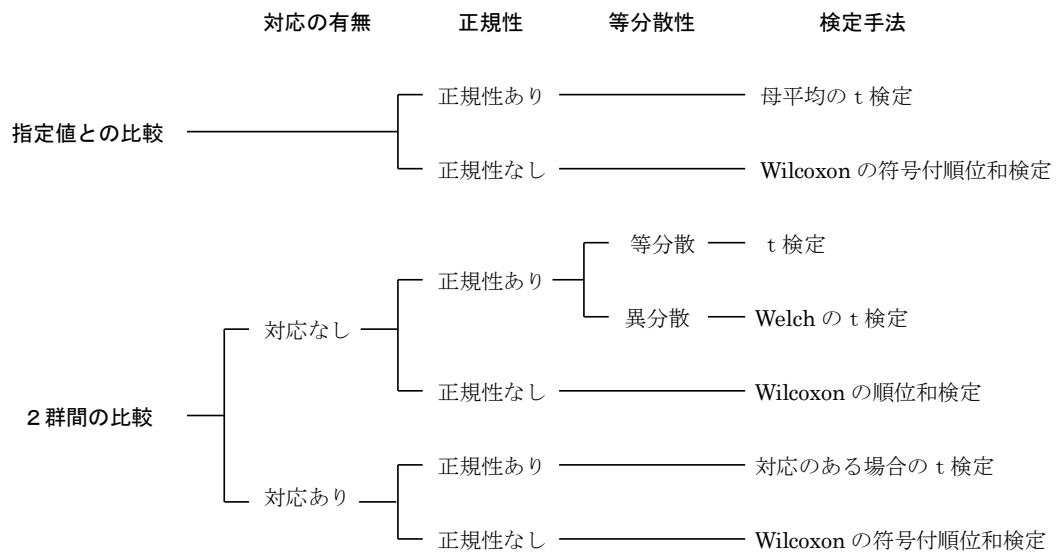 対応の有無 正規性 等分散性 検定手法
正規性あり 母平均の t 検定
指定値との比較
正規性なし Wilcoxon の符号付順位和検定
等分散 t 検定
正規性あり
異分散 Welch の t 検定
対応なし
正規性なし Wilcoxon の順位和検定
2 群間の比較
正規性あり 対応のある場合の t 検定
対応あり
正規性なし Wilcoxon の符号付順位和検定